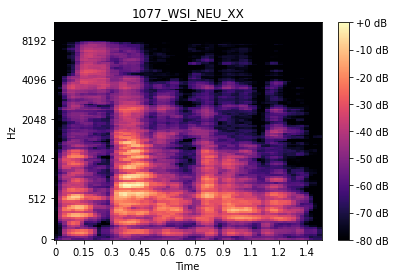 1077_WSI_NEU_XX
8192
4096
2048
1024
512
0
Hz
0 0.15 0.3 0.45 0.6 0.75 0.9 1 1.2 1.4
Time
+0 dB
-10 dB
-20 dB
-30 dB
-40 dB
-50 dB
-60 dB
-70 dB
-80 dB